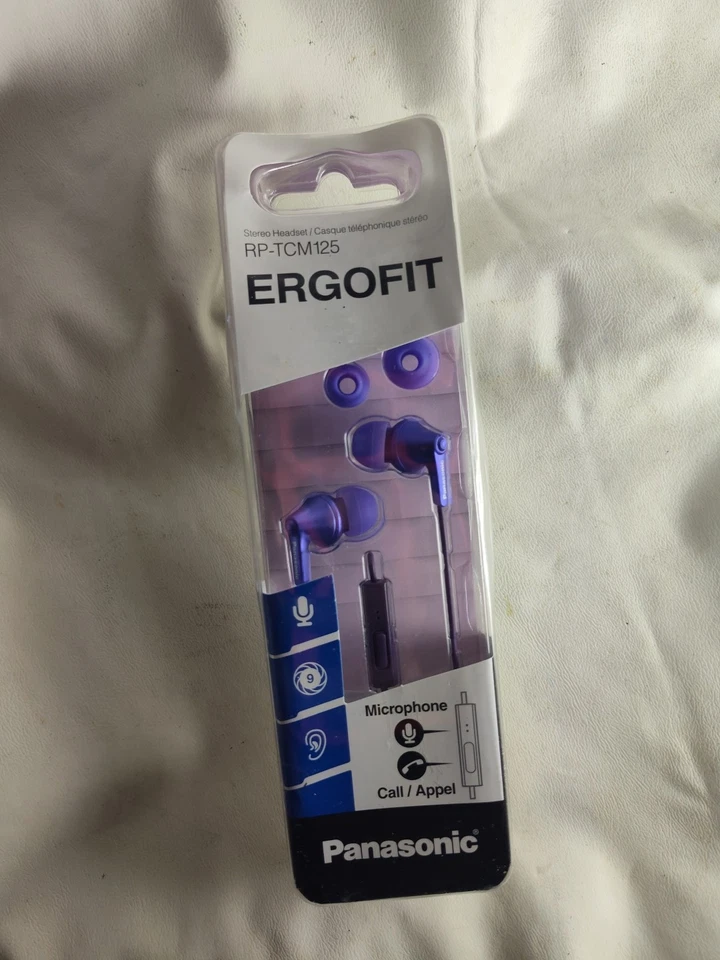 Stereo Headset / Casque téléphonique stéréo
RP-TCM125
ERGOFIT
9
Microphone
Call / Appel
Panasonic®